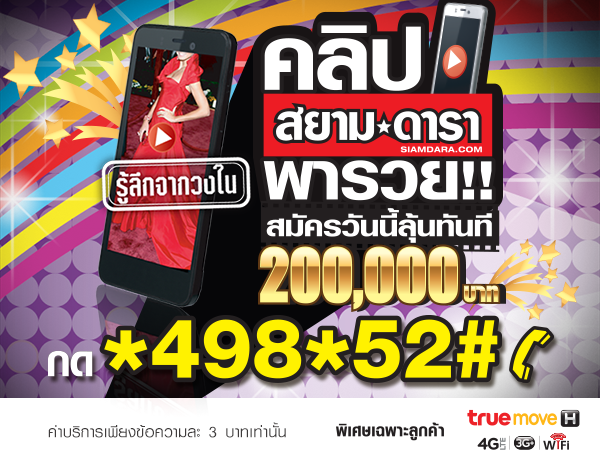 คลิป
สยาม★ดารา
SIAMDARA.COM
รู้ลึกจากวงใน
พารวย!!
สมัครวันนี้ลุ้นทันที
200,000 บาท
กด *498*52#
ค่าบริการเพียงข้อความละ 3 บาทเท่านั้น
พิเศษเฉพาะลูกค้า
truemove H
4G LTE 3G+ WiFi